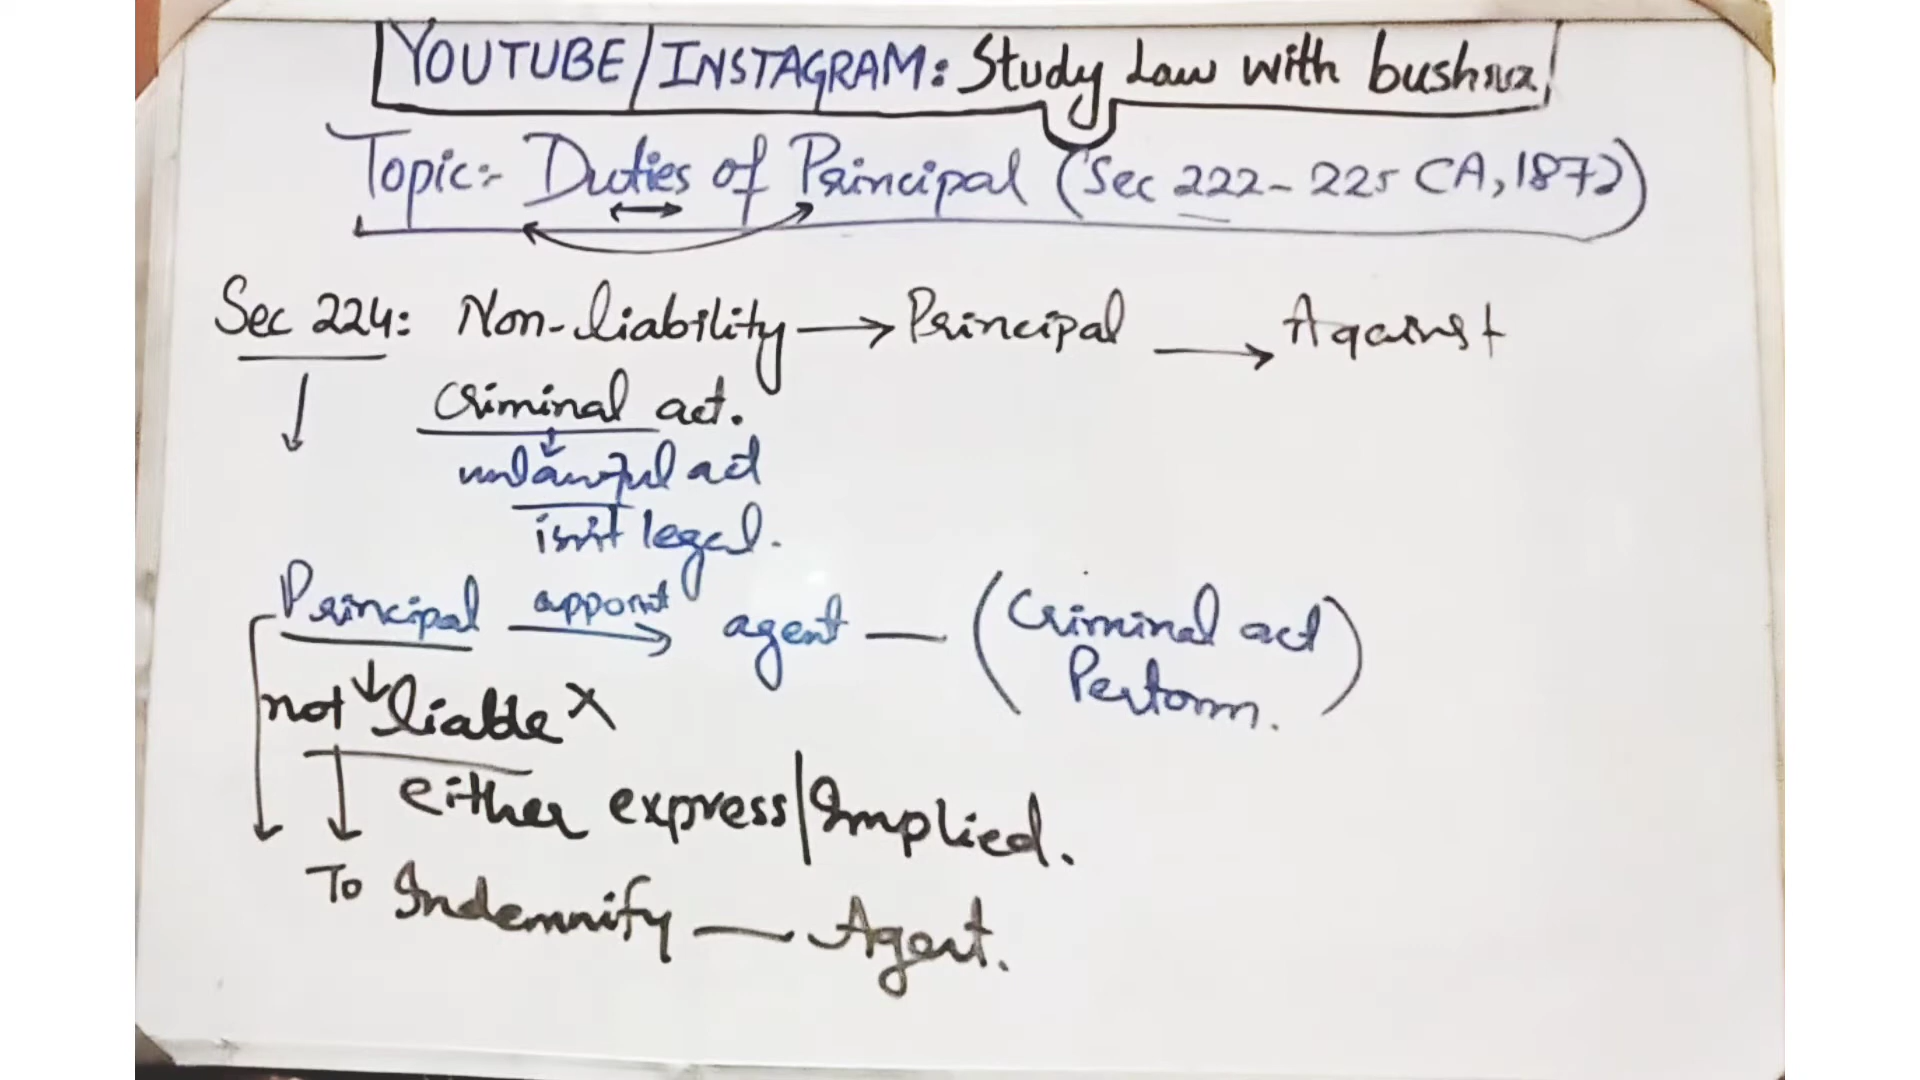 YOUTUBE/INSTAGRAM: Study Law with bushra
Topic:- Duties of Principal (Sec 222-225 CA, 1872)
Sec 224: Non-liability → Principal → Against
Criminal act.
unlawful act
isn't legal.
Principal appoint → agent — (Criminal act
Perform.)
not liable X
either express/Implied.
To Indemnify — Agent.